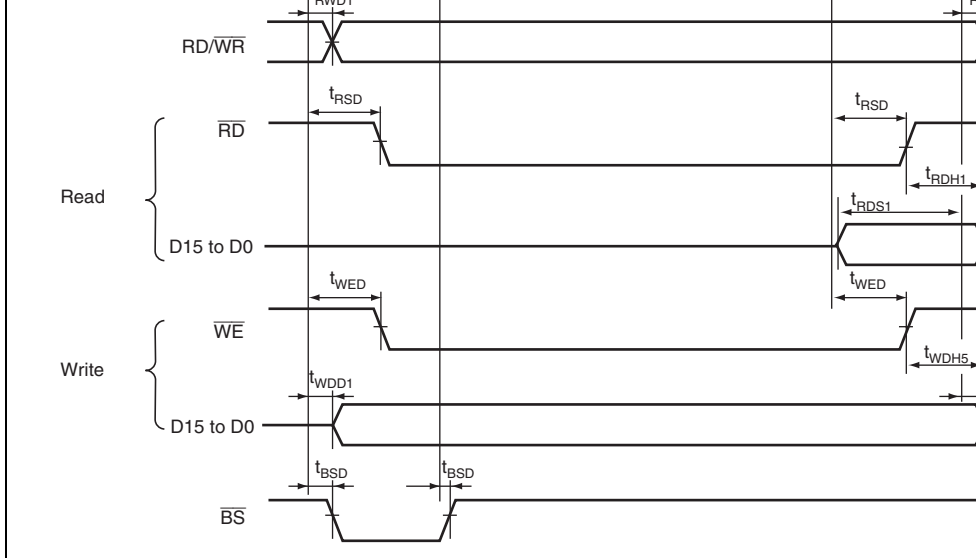 tRWD1
RD/WR
tRSD
tRSD
RD
tRDH1
Read
tRDS1
D15 to D0
tWED
tWED
WE
tWDH5
Write
tWDD1
D15 to D0
tBSD
tBSD
BS